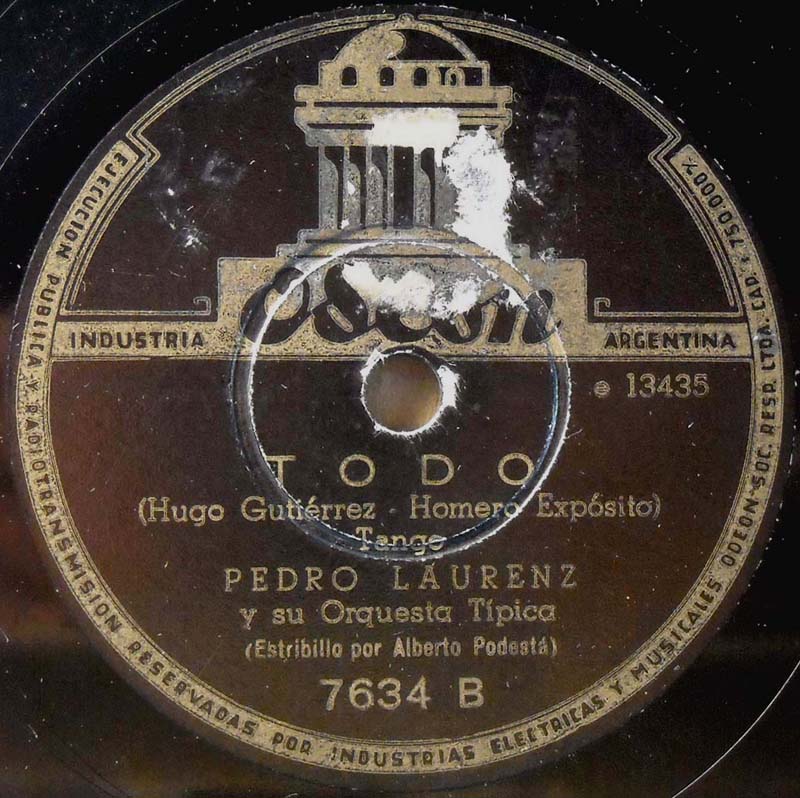 Odeon
INDUSTRIA ARGENTINA
e 13435
TODO
(Hugo Gutiérrez - Homero Expósito)
Tango
PEDRO LAURENZ
y su Orquesta Típica
(Estribillo por Alberto Podestá)
7634 B
EJECUCION PUBLICA Y RADIOTRANSMISION RESERVADAS POR INDUSTRIAS ELECTRICAS Y MUSICALES ODEON SOC. RESP. LTDA. CAP. $ 750.000 m/n